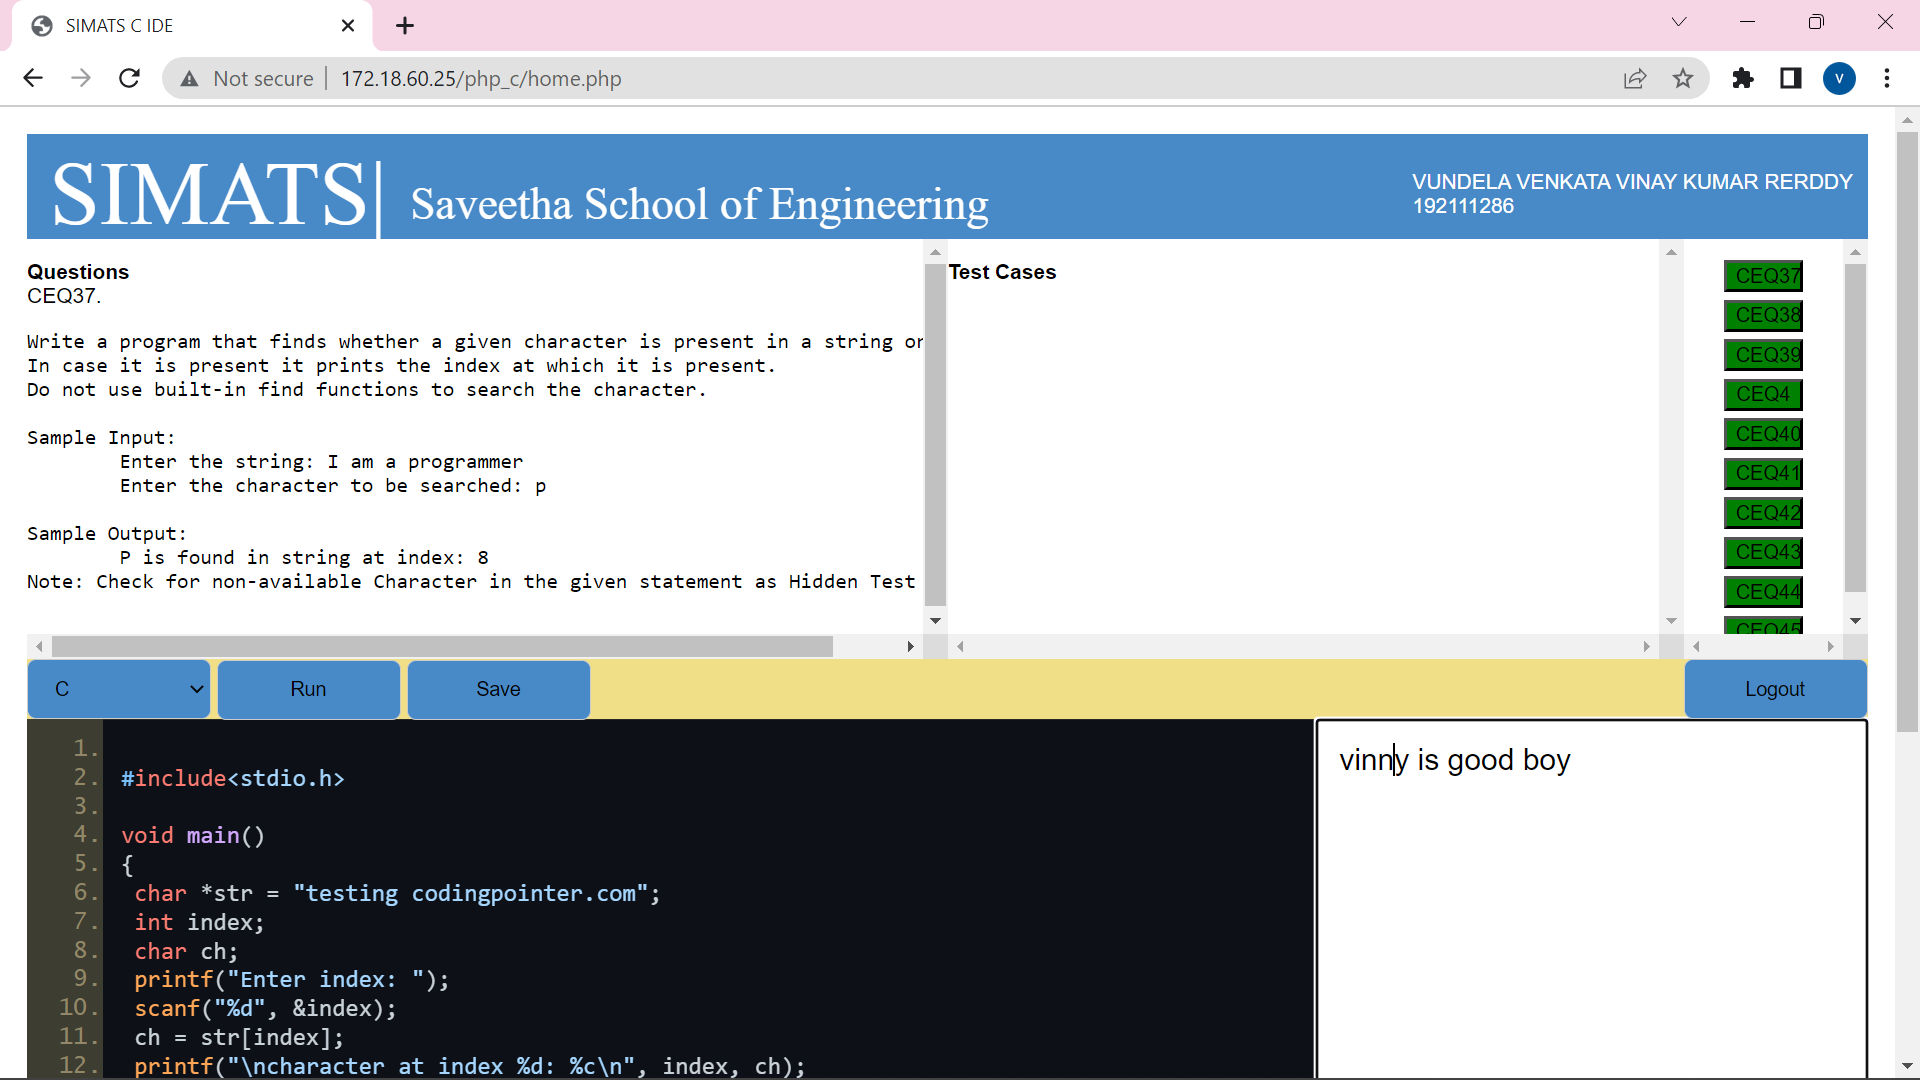 SIMATS C IDE
Not secure | 172.18.60.25/php_c/home.php
V
SIMATS| Saveetha School of Engineering
VUNDELA VENKATA VINAY KUMAR RERDDY
192111286
Questions
CEQ37.
Write a program that finds whether a given character is present in a string or
In case it is present it prints the index at which it is present.
Do not use built-in find functions to search the character.
Sample Input:
Enter the string: I am a programmer
Enter the character to be searched: p
Sample Output:
P is found in string at index: 8
Note: Check for non-available Character in the given statement as Hidden Test
Test Cases
CEQ37
CEQ38
CEQ39
CEQ4
CEQ40
CEQ41
CEQ42
CEQ43
CEQ44
CEQ45
C
Run
Save
Logout
1.
2. #include<stdio.h>
3.
4. void main()
5. {
6. char *str = "testing codingpointer.com";
7. int index;
8. char ch;
9. printf("Enter index: ");
10. scanf("%d", &index);
11. ch = str[index];
12. printf("\ncharacter at index %d: %c\n", index, ch);
vinny is good boy